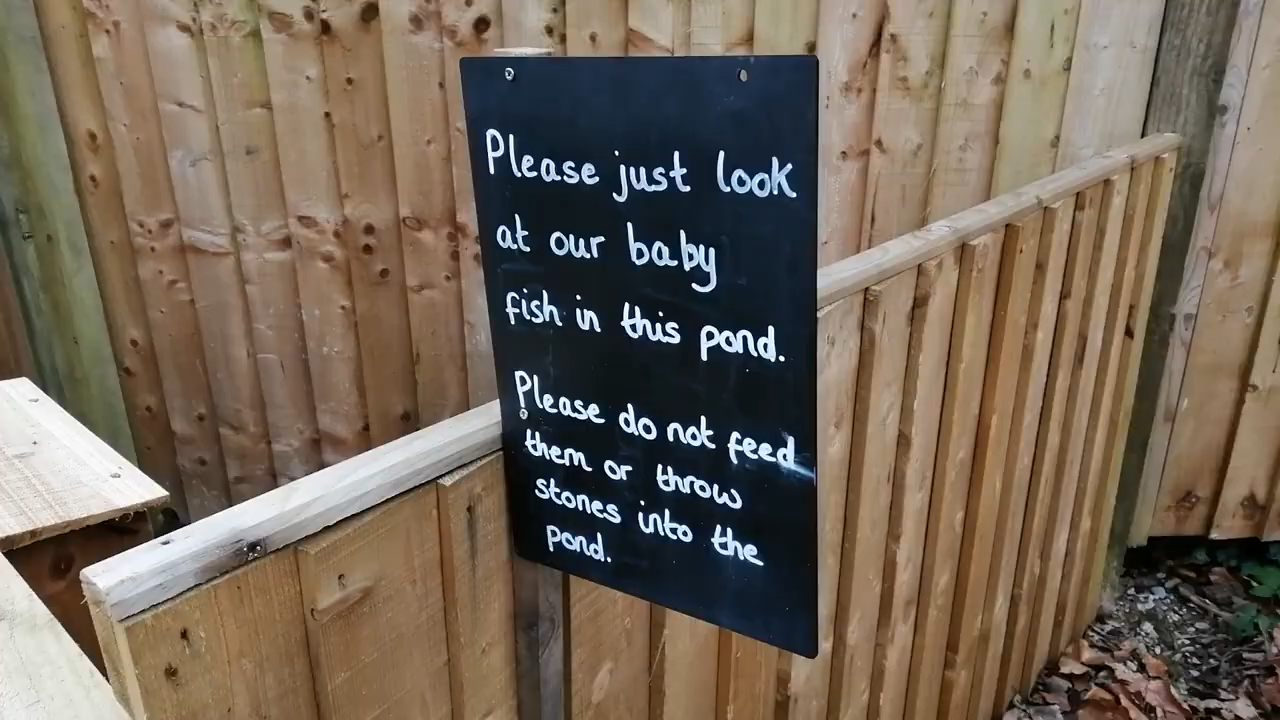 Please just look
at our baby
fish in this pond.
Please do not feed
them or throw
stones into the
pond.